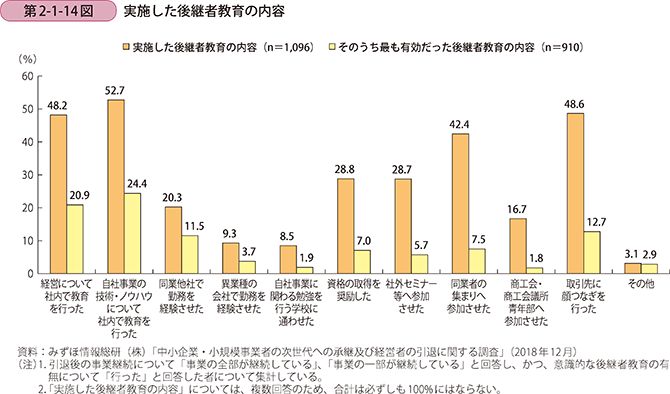 第2-1-14図 実施した後継者教育の内容
実施した後継者教育の内容（n＝1,096） そのうち最も有効だった後継者教育の内容（n＝910）
（%）
60
50
40
30
20
10
0
48.2
20.9
52.7
24.4
20.3
11.5
9.3
3.7
8.5
1.9
28.8
7.0
28.7
5.7
42.4
7.5
16.7
1.8
48.6
12.7
3.1
2.9
経営について
社内で教育
を行った
自社事業の
技術・ノウハウ
について
社内で教育を
行った
同業他社で
勤務を
経験させた
異業種の
会社で勤務を
経験させた
自社事業に
関わる勉強を
行う学校に
通わせた
資格の取得を
奨励した
社外セミナー
等へ参加
させた
同業者の
集まりへ
参加させた
商工会・
商工会議所
青年部へ
参加させた
取引先に
顔つなぎを
行った
その他
資料：みずほ情報総研（株）「中小企業・小規模事業者の次世代への承継及び経営者の引退に関する調査」（2018年12月）
（注）1. 引退後の事業継続について「事業の全部が継続している」、「事業の一部が継続している」と回答し、かつ、意識的な後継者教育の有
無について「行った」と回答した者について集計している。
2.「実施した後継者教育の内容」については、複数回答のため、合計は必ずしも100%にはならない。